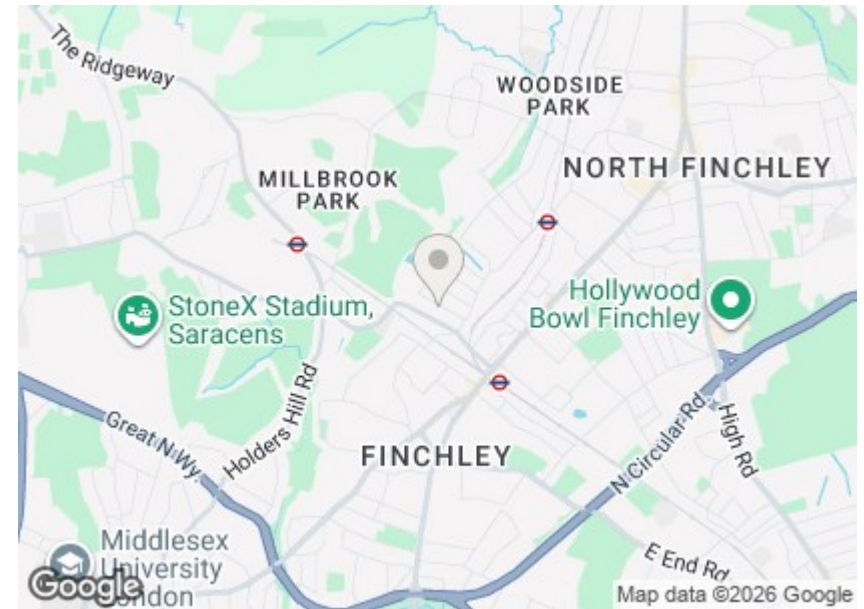 The Ridgeway
WOODSIDE
PARK
NORTH FINCHLEY
MILLBROOK
PARK
StoneX Stadium,
Saracens
Hollywood
Bowl Finchley
Holders Hill Rd
Great N Wy
FINCHLEY
N Circular Rd
High Rd
E End Rd
Middlesex
University
London
Google
Map data ©2026 Google